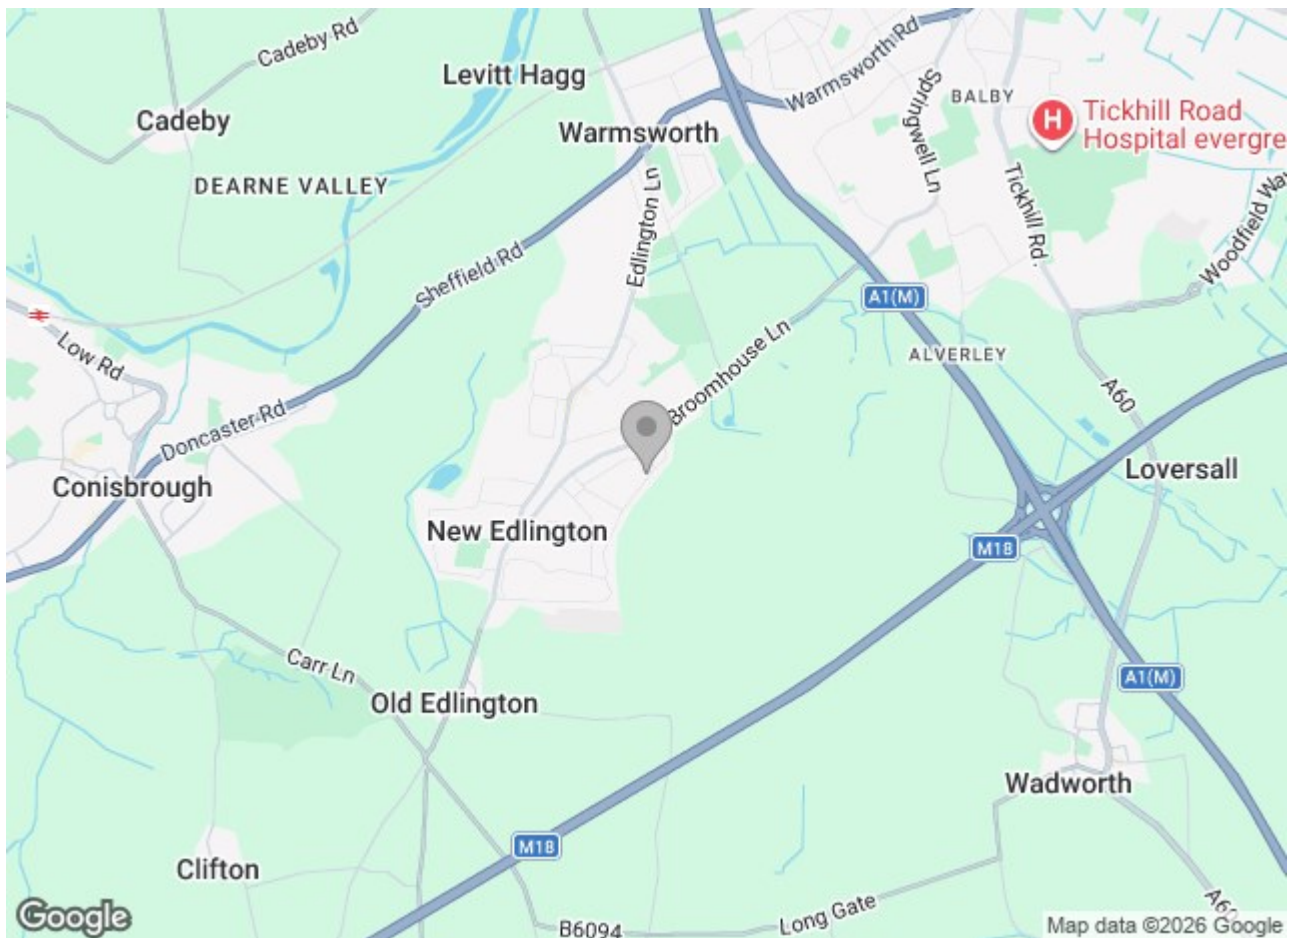 Cadeby Rd
Levitt Hagg
Warmsworth Rd
Springwell Ln
BALBY
Tickhill Road
Hospital evergre
Cadeby
Warmsworth
DEARNE VALLEY
Edlington Ln
Tickhill Rd
Woodfield Way
Sheffield Rd
A1(M)
Low Rd
Broomhouse Ln
ALVERLEY
A60
Doncaster Rd
Conisbrough
Loversall
New Edlington
M18
Carr Ln
Old Edlington
A1(M)
Wadworth
M18
Clifton
Long Gate
A60
B6094
Google
Map data ©2026 Google